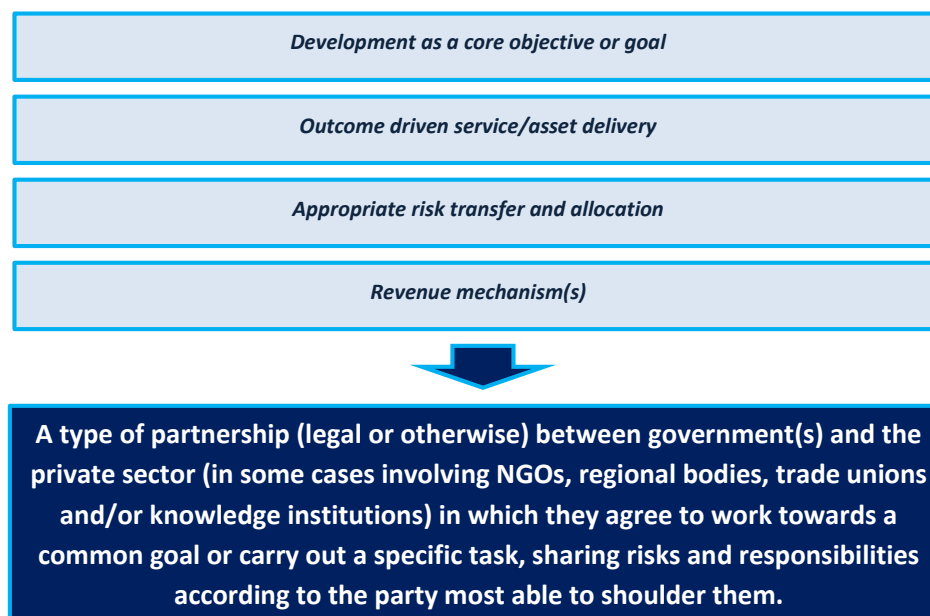 Development as a core objective or goal
Outcome driven service/asset delivery
Appropriate risk transfer and allocation
Revenue mechanism(s)
A type of partnership (legal or otherwise) between government(s) and the
private sector (in some cases involving NGOs, regional bodies, trade unions
and/or knowledge institutions) in which they agree to work towards a
common goal or carry out a specific task, sharing risks and responsibilities
according to the party most able to shoulder them.